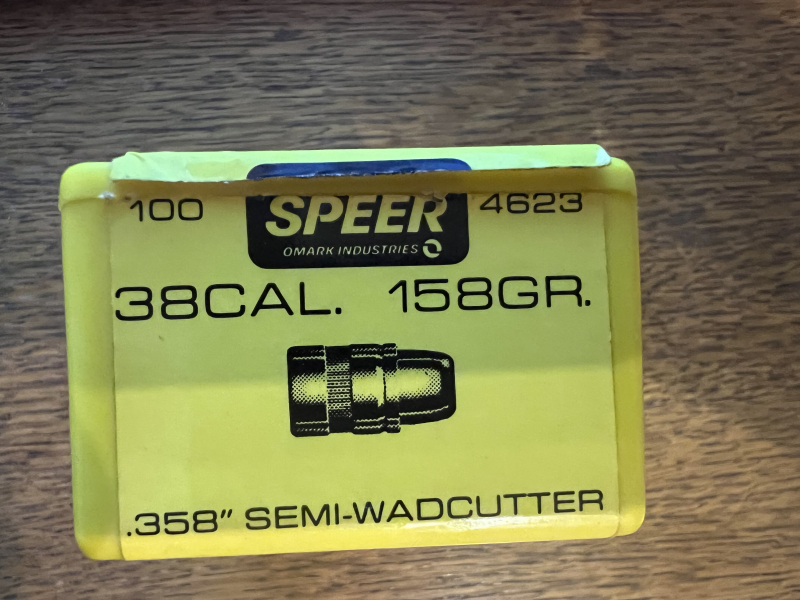 100 SPEER 4623
OMARK INDUSTRIES
38CAL. 158GR.
.358” SEMI-WADCUTTER